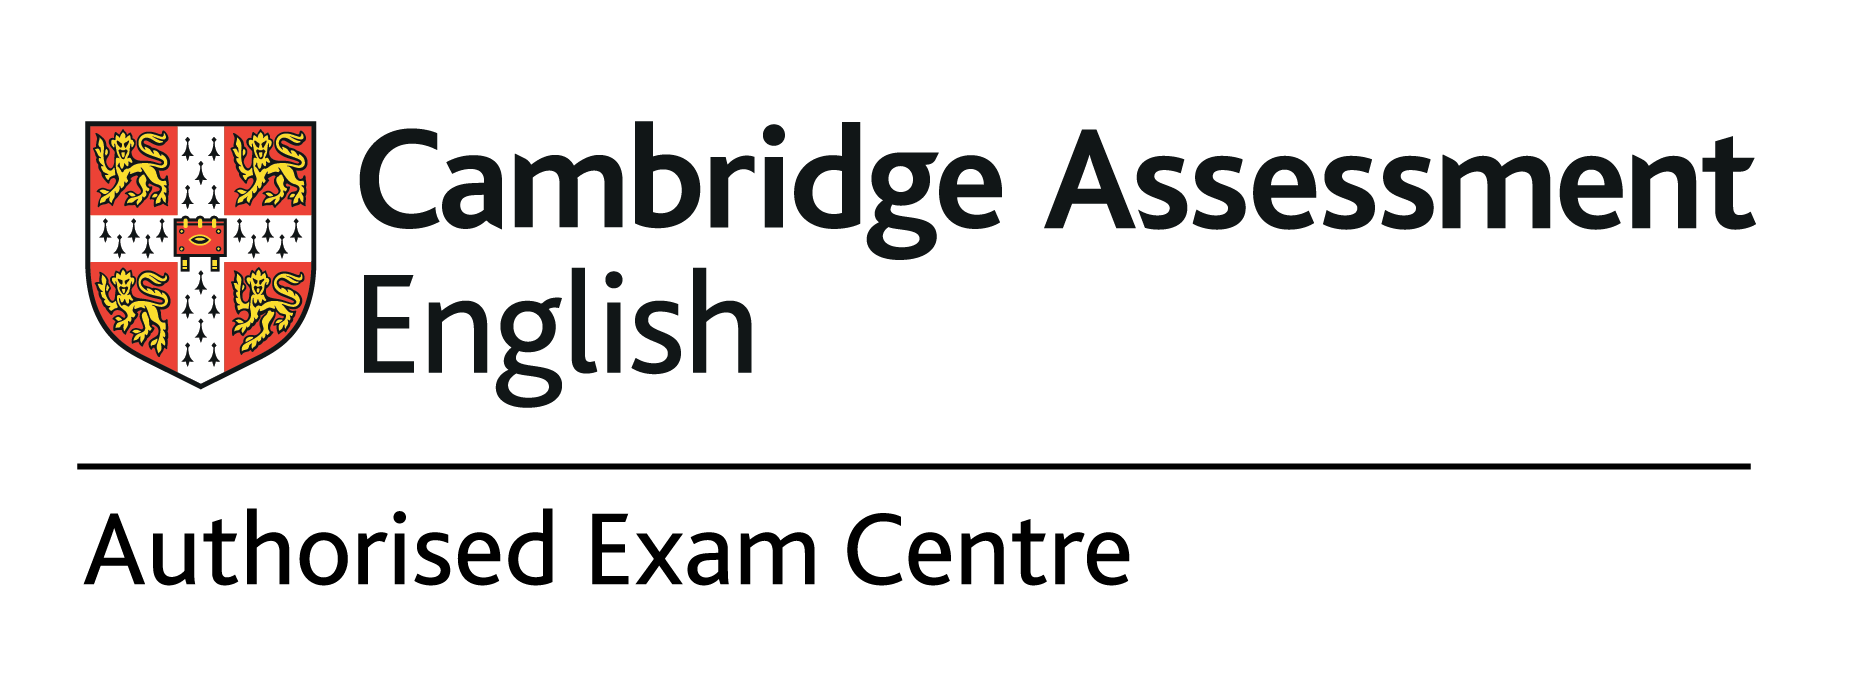 Cambridge Assessment
English
Authorised Exam Centre